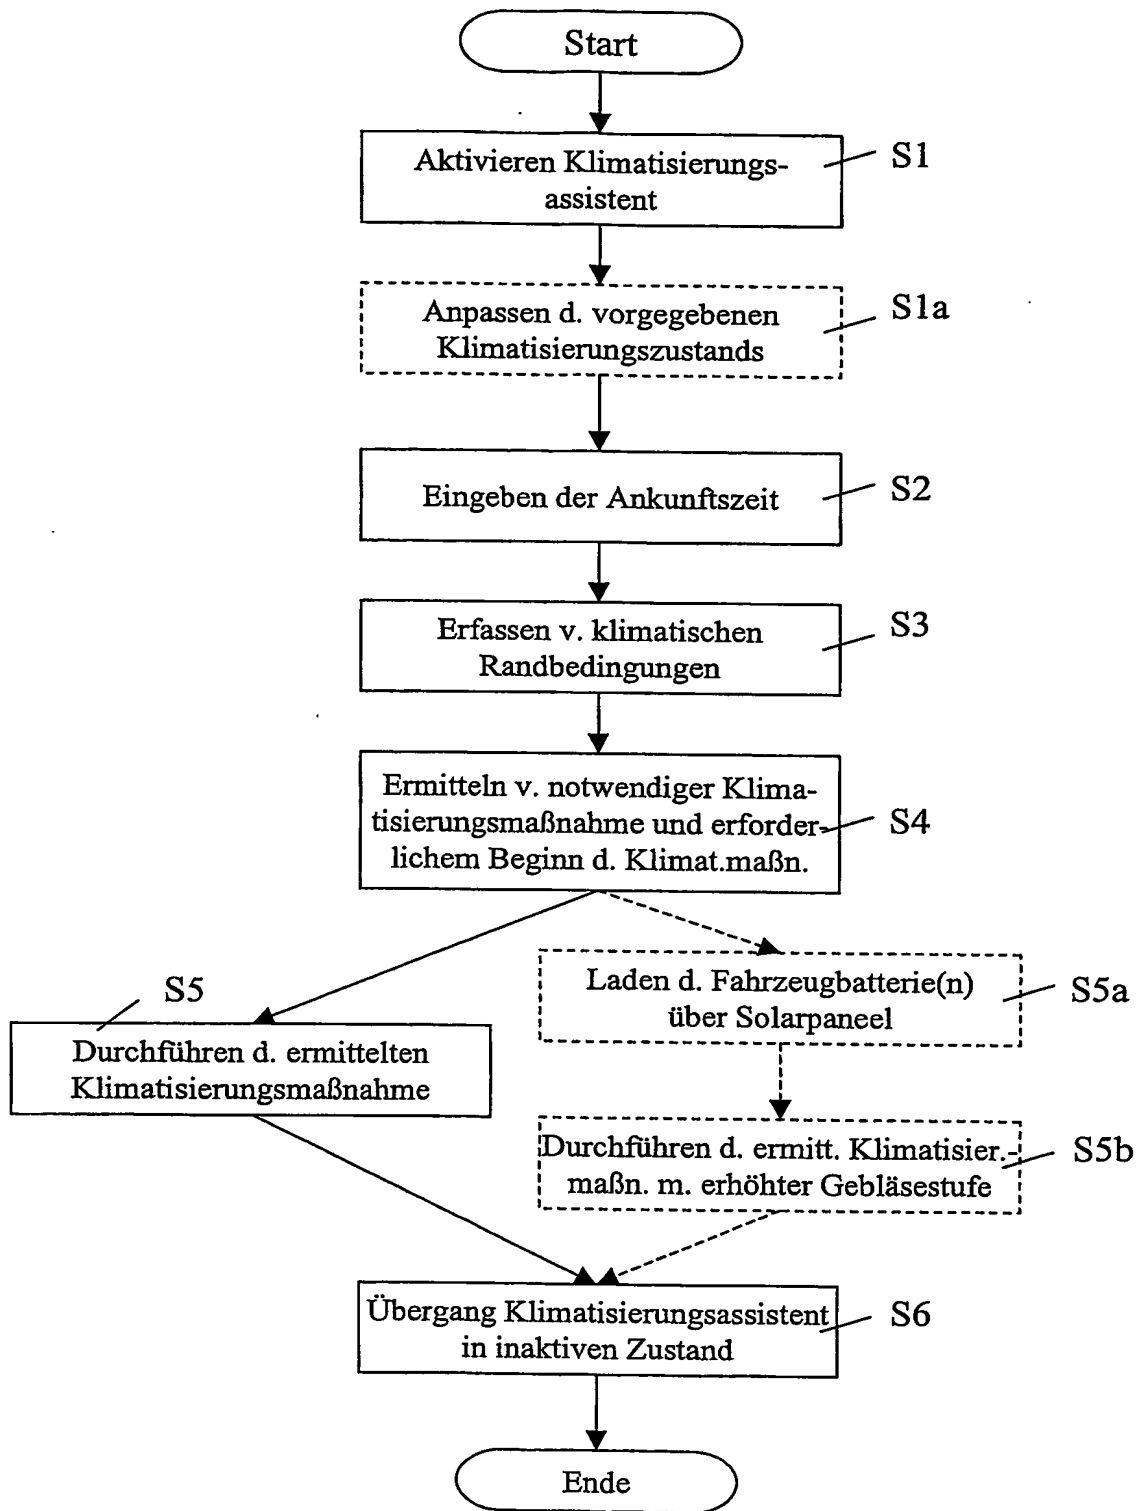 Start
Aktivieren Klimatisierungs-
assistent
S1
Anpassen d. vorgegebenen
Klimatisierungszustands
S1a
Eingeben der Ankunftszeit
S2
Erfassen v. klimatischen
Randbedingungen
S3
Ermitteln v. notwendiger Klima-
tisierungsmaßnahme und erforder-
lichem Beginn d. Klimat.maßn.
S4
S5
Durchführen d. ermittelten
Klimatisierungsmaßnahme
Laden d. Fahrzeugbatterie(n)
über Solarpaneel
S5a
Durchführen d. ermitt. Klimatisier.-
maßn. m. erhöhter Gebläsestufe
S5b
Übergang Klimatisierungsassistent
in inaktiven Zustand
S6
Ende